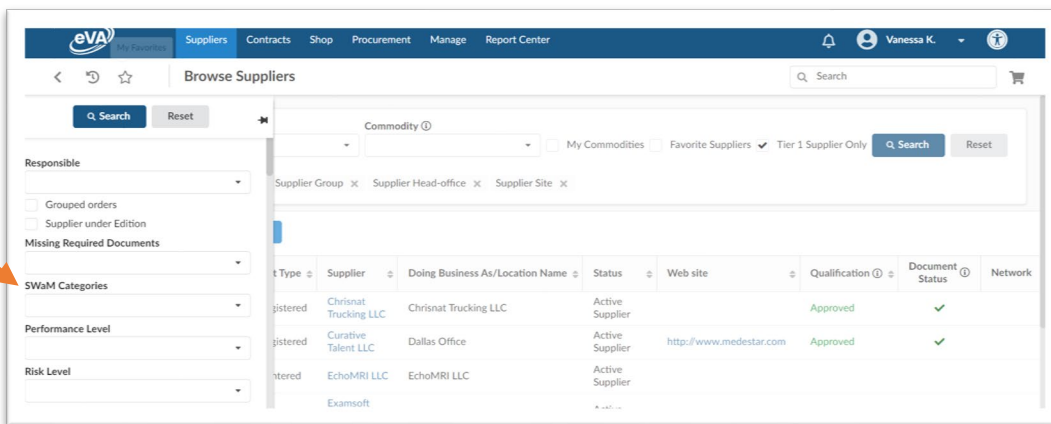 eVA My Favorites Suppliers Contracts Shop Procurement Manage Report Center Vanessa K.
Browse Suppliers Search
Search Reset
Commodity
My Commodities Favorite Suppliers Tier 1 Supplier Only Search Reset
Responsible
Supplier Group Supplier Head-office Supplier Site
Grouped orders
Supplier under Edition
Missing Required Documents
SWaM Categories
Performance Level
Risk Level
t Type Supplier Doing Business As/Location Name Status Web site Qualification Document Status Network
gistered Chrisnat Trucking LLC Chrisnat Trucking LLC Active Supplier Approved
gistered Curative Talent LLC Dallas Office Active Supplier http://www.medestar.com Approved
ntered EchoMRI LLC EchoMRI LLC Active Supplier
Examsoft